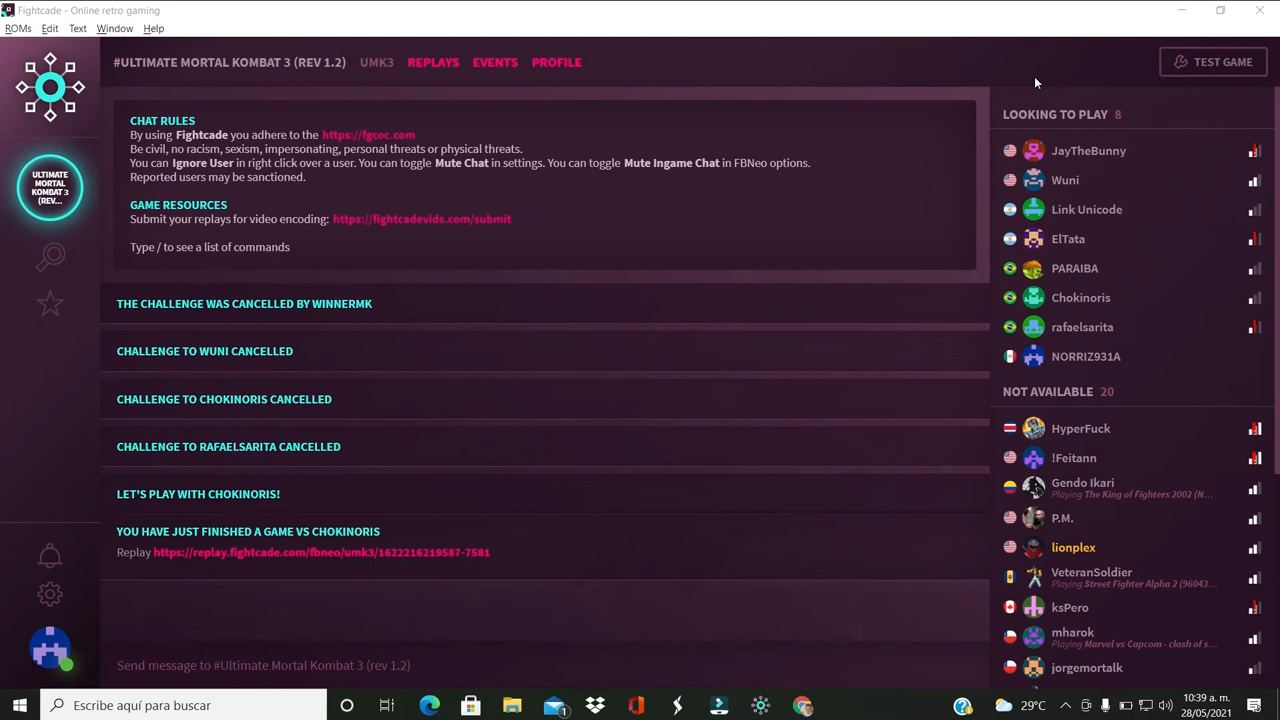 Fightcade - Online retro gaming
ROMs Edit Text Window Help
#ULTIMATE MORTAL KOMBAT 3 (REV 1.2) UMK3 REPLAYS EVENTS PROFILE
TEST GAME
ULTIMATE
MORTAL
KOMBAT 3
(REV...
CHAT RULES
By using Fightcade you adhere to the https://fgcoc.com
Be civil, no racism, sexism, impersonating, personal threats or physical threats.
You can Ignore User in right click over a user. You can toggle Mute Chat in settings. You can toggle Mute Ingame Chat in FBNeo options.
Reported users may be sanctioned.
GAME RESOURCES
Submit your replays for video encoding: https://fightcadevids.com/submit
Type / to see a list of commands
THE CHALLENGE WAS CANCELLED BY WINNERMK
CHALLENGE TO WUNI CANCELLED
CHALLENGE TO CHOKINORIS CANCELLED
CHALLENGE TO RAFAELSARITA CANCELLED
LET'S PLAY WITH CHOKINORIS!
YOU HAVE JUST FINISHED A GAME VS CHOKINORIS
Replay https://replay.fightcade.com/fbneo/umk3/1622216219587-7581
Send message to #Ultimate Mortal Kombat 3 (rev 1.2)
LOOKING TO PLAY 8
JayTheBunny
Wuni
Link Unicode
ElTata
PARAIBA
Chokinoris
rafaelsarita
NORRIZ931A
NOT AVAILABLE 20
HyperFuck
!Feitann
Gendo Ikari
Playing The King of Fighters 2002 (N...
P.M.
lionplex
VeteranSoldier
Playing Street Fighter Alpha 2 (96043...
ksPero
mharok
Playing Marvel vs Capcom - clash of s...
jorgemortalk
Escribe aquí para buscar
1
29°C
10:39 a. m.
28/05/2021